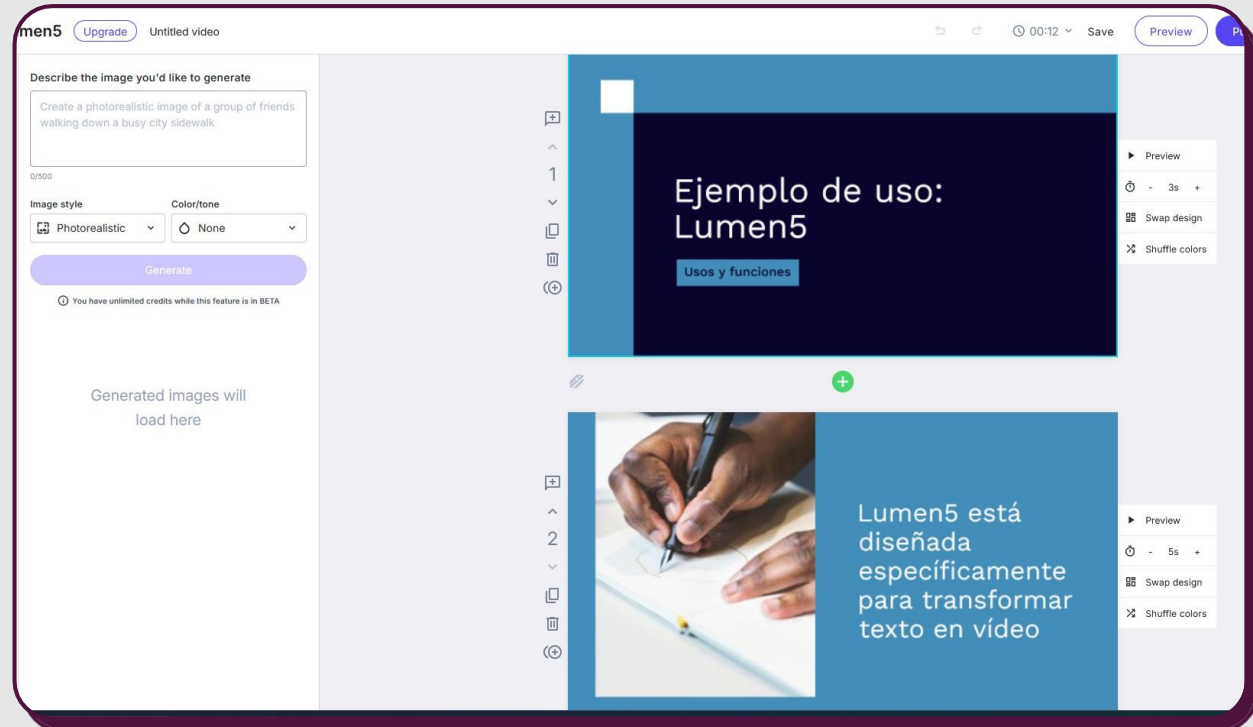 men5 Upgrade Untitled video 00:12 Save Preview Pu
Describe the image you'd like to generate
Create a photorealistic image of a group of friends
walking down a busy city sidewalk
0/500
Image style Color/tone
Photorealistic None
Generate
You have unlimited credits while this feature is in BETA
Generated images will
load here
1
Ejemplo de uso:
Lumen5
Usos y funciones
Preview
- 3s +
Swap design
Shuffle colors
2
Lumen5 está
diseñada
específicamente
para transformar
texto en vídeo
Preview
- 5s +
Swap design
Shuffle colors